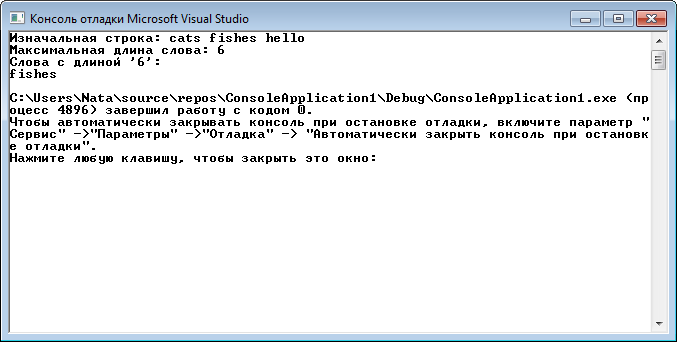 Консоль отладки Microsoft Visual Studio
Изначальная строка: cats fishes hello
Максимальная длина слова: 6
Слова с длиной '6':
fishes
C:\Users\Nata\source\repos\ConsoleApplication1\Debug\ConsoleApplication1.exe (пр
оцесс 4896) завершил работу с кодом 0.
Чтобы автоматически закрывать консоль при остановке отладки, включите параметр "
Сервис" ->"Параметры" ->"Отладка" -> "Автоматически закрыть консоль при остановк
е отладки".
Нажмите любую клавишу, чтобы закрыть это окно: